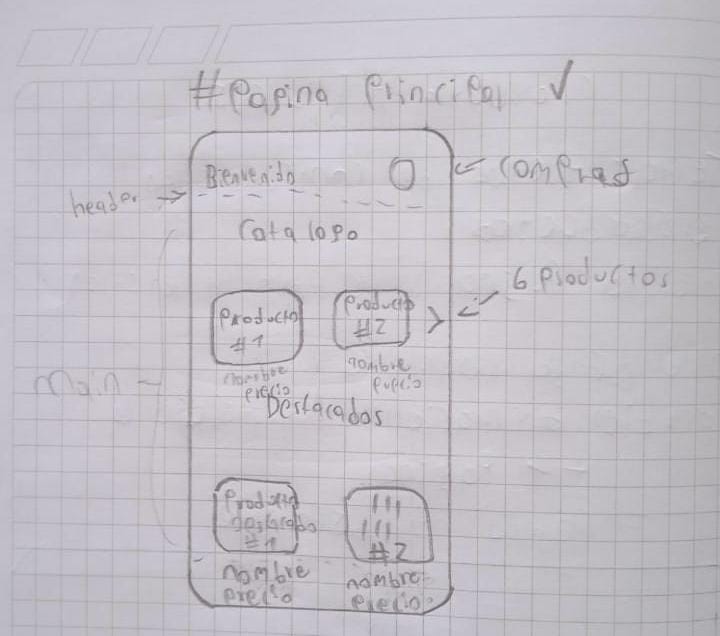 # Pagina Principal ✓
Bienvenido
compras
header
Catalogo
6 productos
Producto
#1
Producto
#2
nombre
precio
nombre
precio
Main
Destacados
Producto
destacado
#1
#2
nombre
precio
nombre
precio